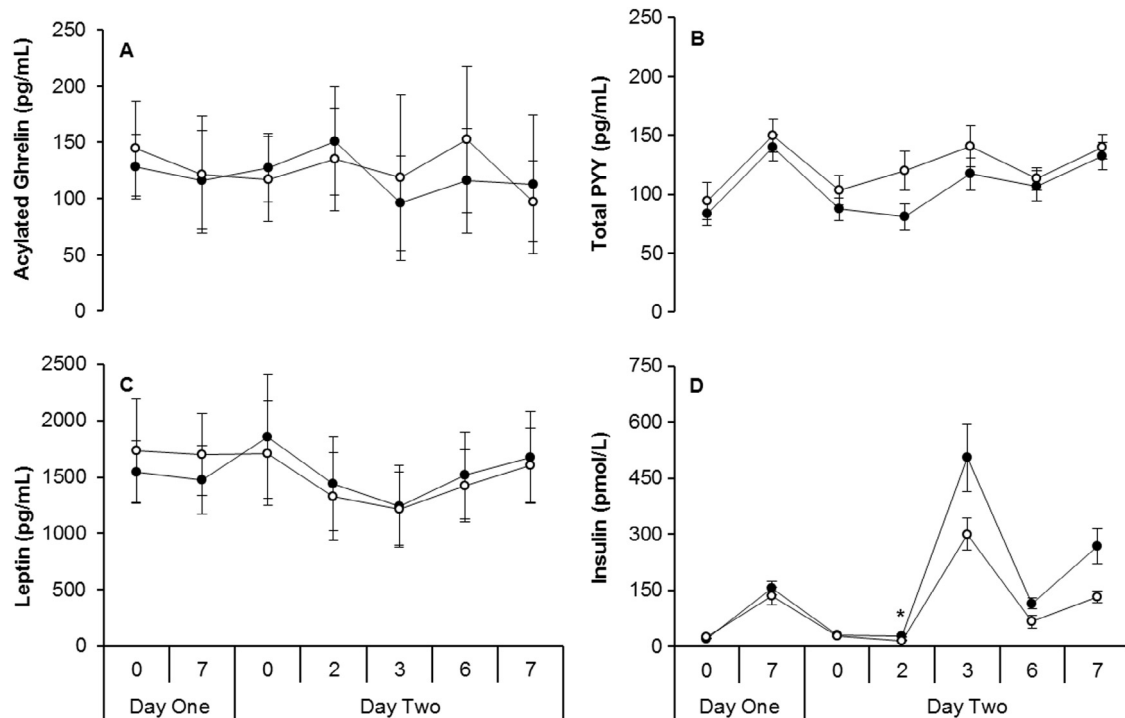 A
Acylated Ghrelin (pg/mL)
250
200
150
100
50
0
B
Total PYY (pg/mL)
250
200
150
100
50
0
C
Leptin (pg/mL)
2500
2000
1500
1000
500
0
0 7 0 2 3 6 7
Day One Day Two
D
Insulin (pmol/L)
750
600
450
300
150
0
*
0 7 0 2 3 6 7
Day One Day Two